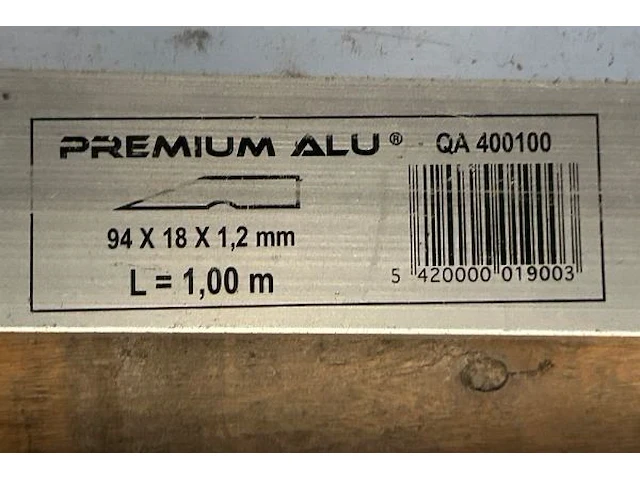 PREMIUM ALU® QA 400100
94 X 18 X 1,2 mm
L = 1,00 m
5 420000 019003